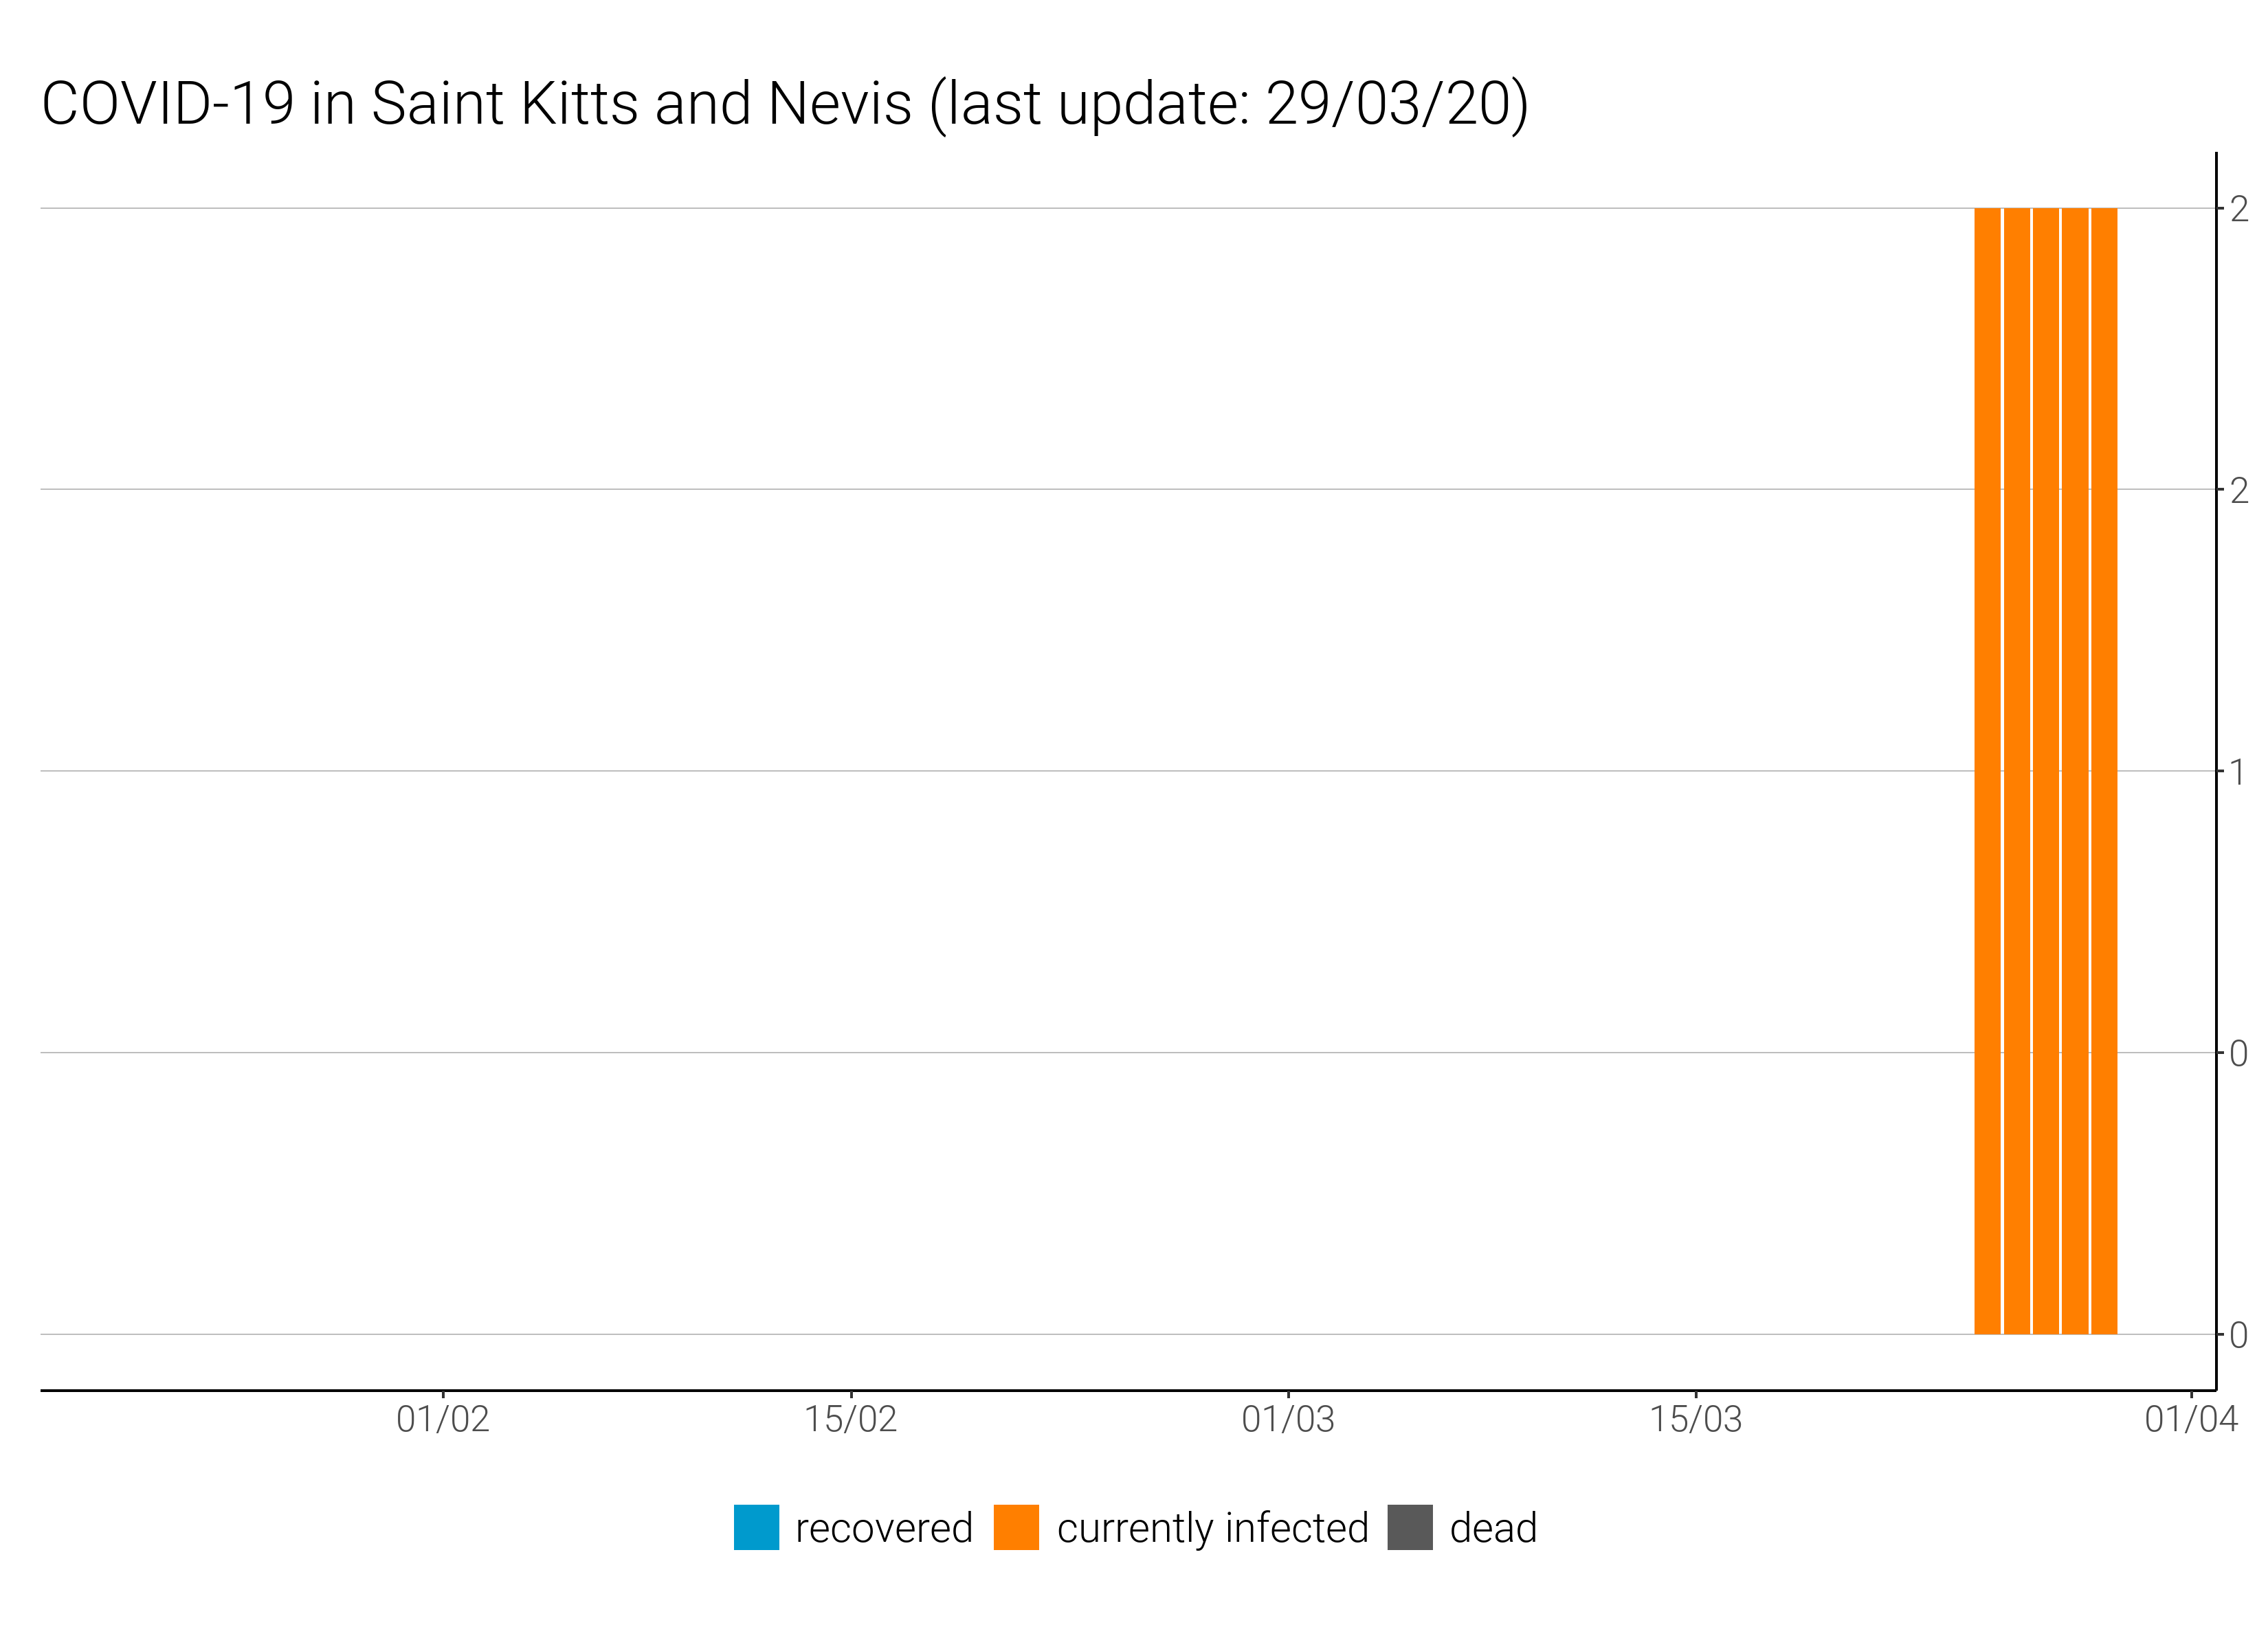 COVID-19 in Saint Kitts and Nevis (last update: 29/03/20)
2
2
1
0
0
01/02 15/02 01/03 15/03 01/04
recovered currently infected dead